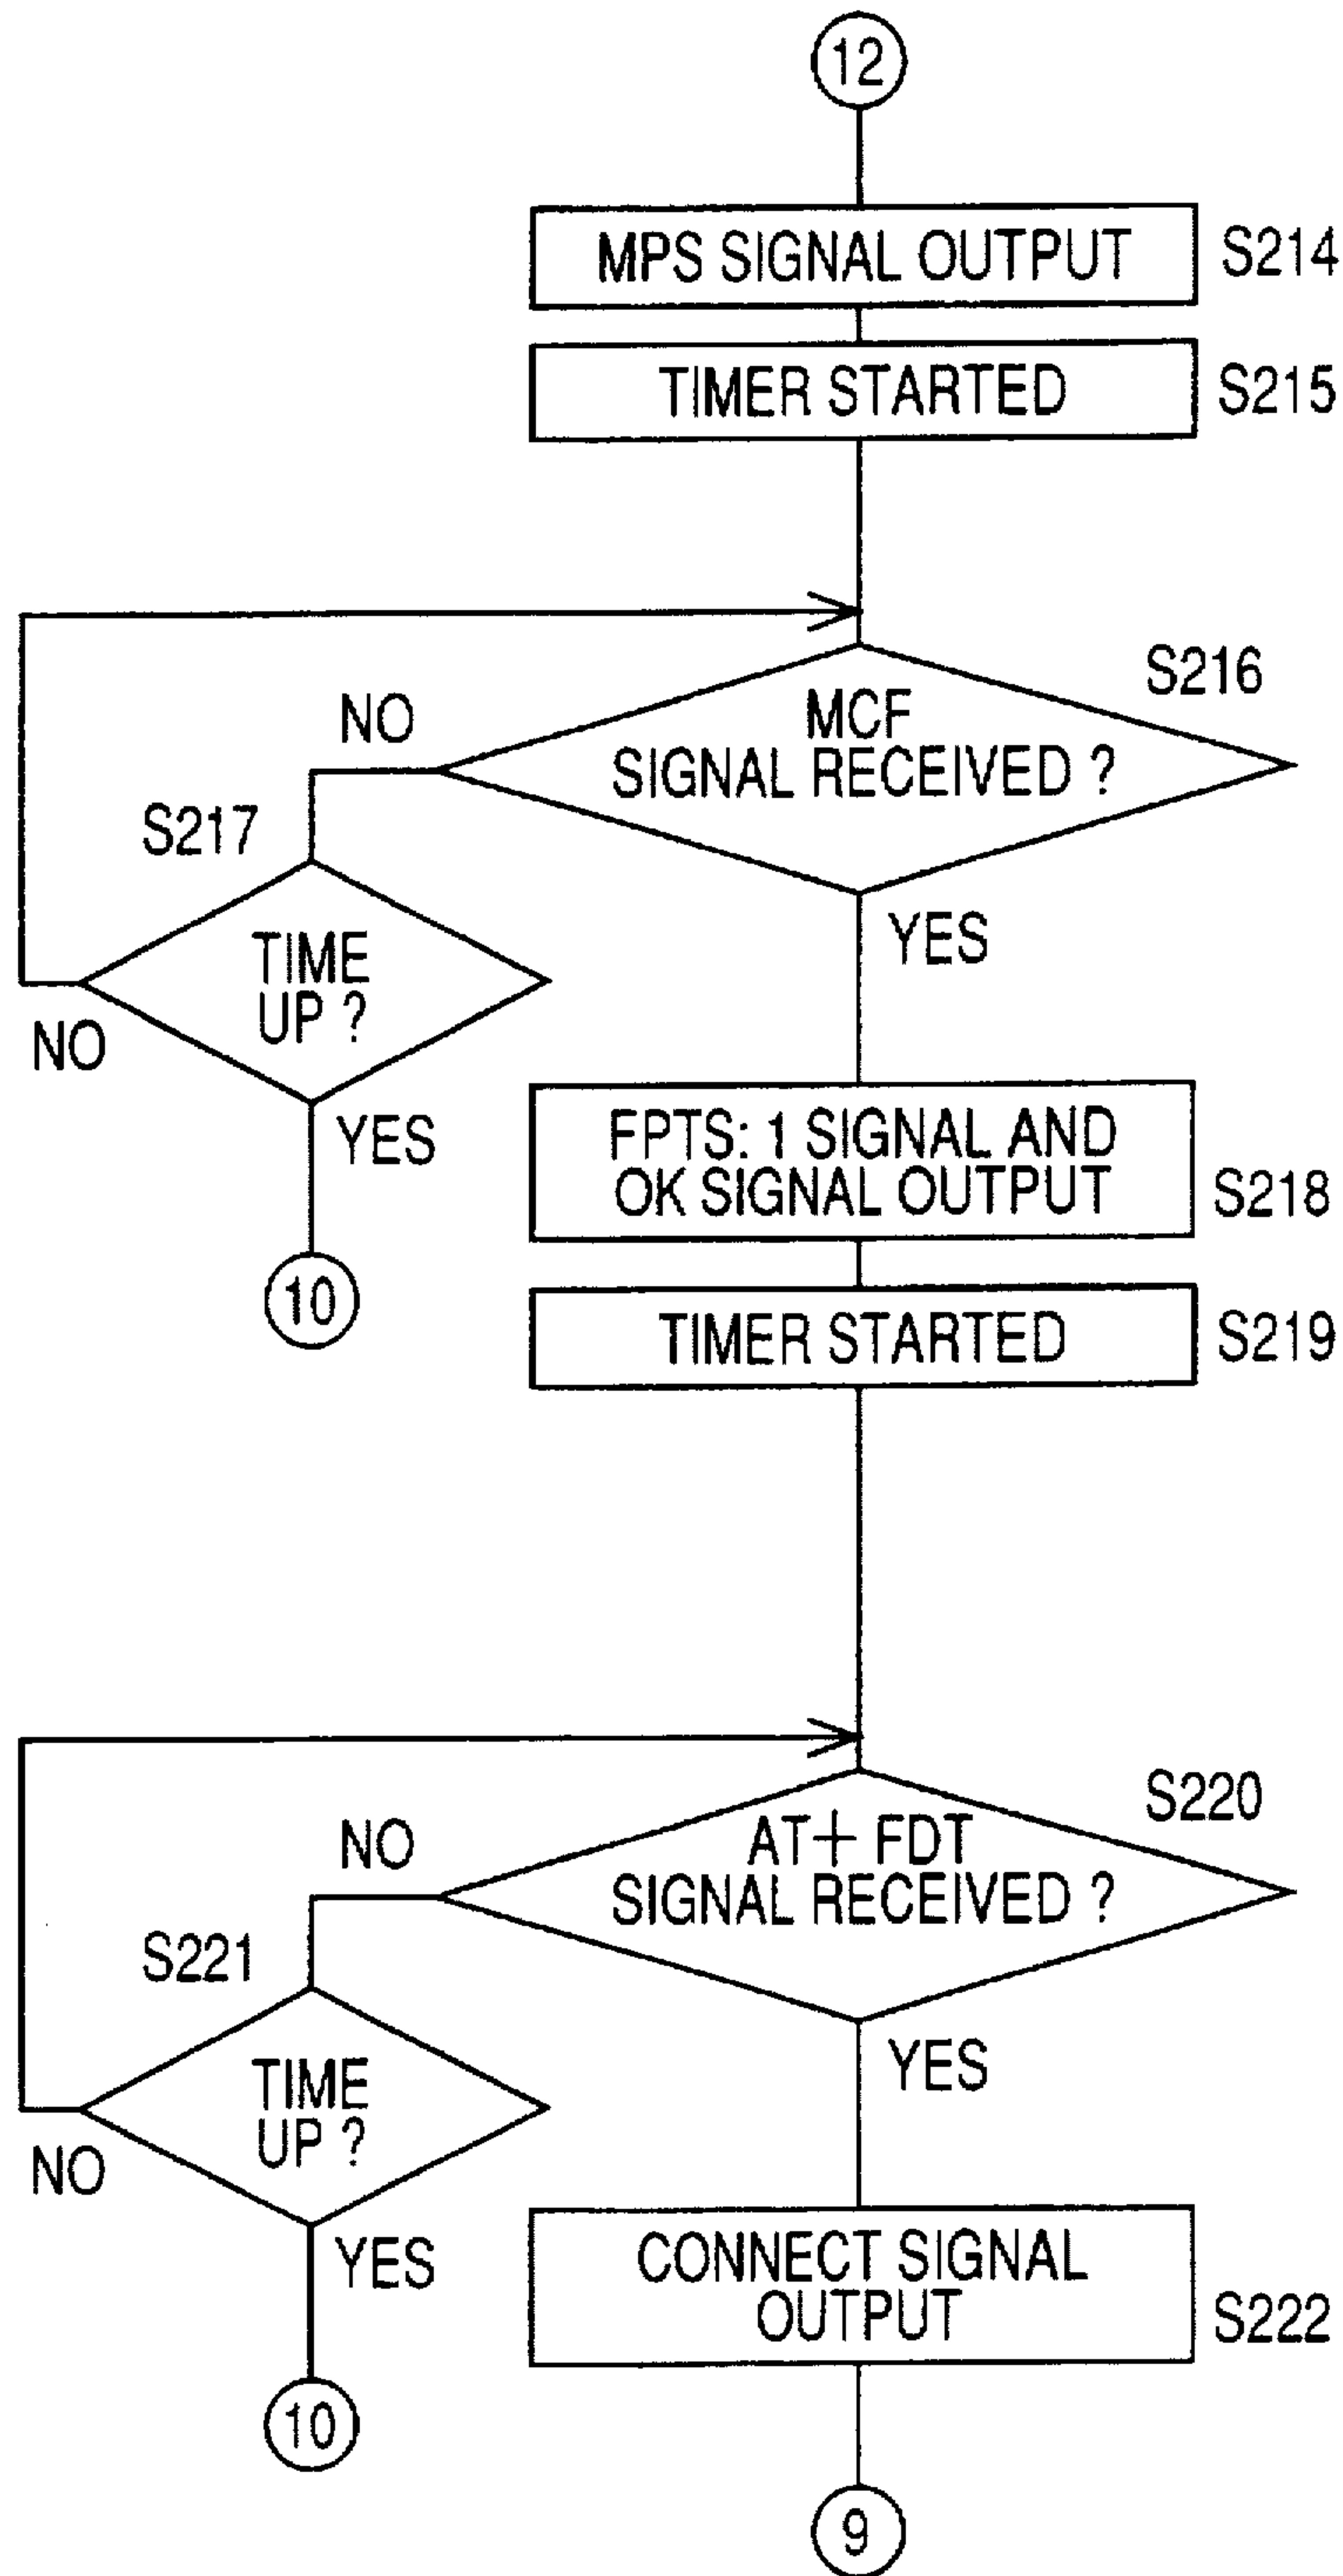 12
MPS SIGNAL OUTPUT
S214
TIMER STARTED
S215
S216
MCF
SIGNAL RECEIVED ?
NO
YES
S217
TIME
UP ?
NO
YES
10
FPTS: 1 SIGNAL AND
OK SIGNAL OUTPUT
S218
TIMER STARTED
S219
S220
AT+ FDT
SIGNAL RECEIVED ?
NO
YES
S221
TIME
UP ?
NO
YES
10
CONNECT SIGNAL
OUTPUT
S222
9